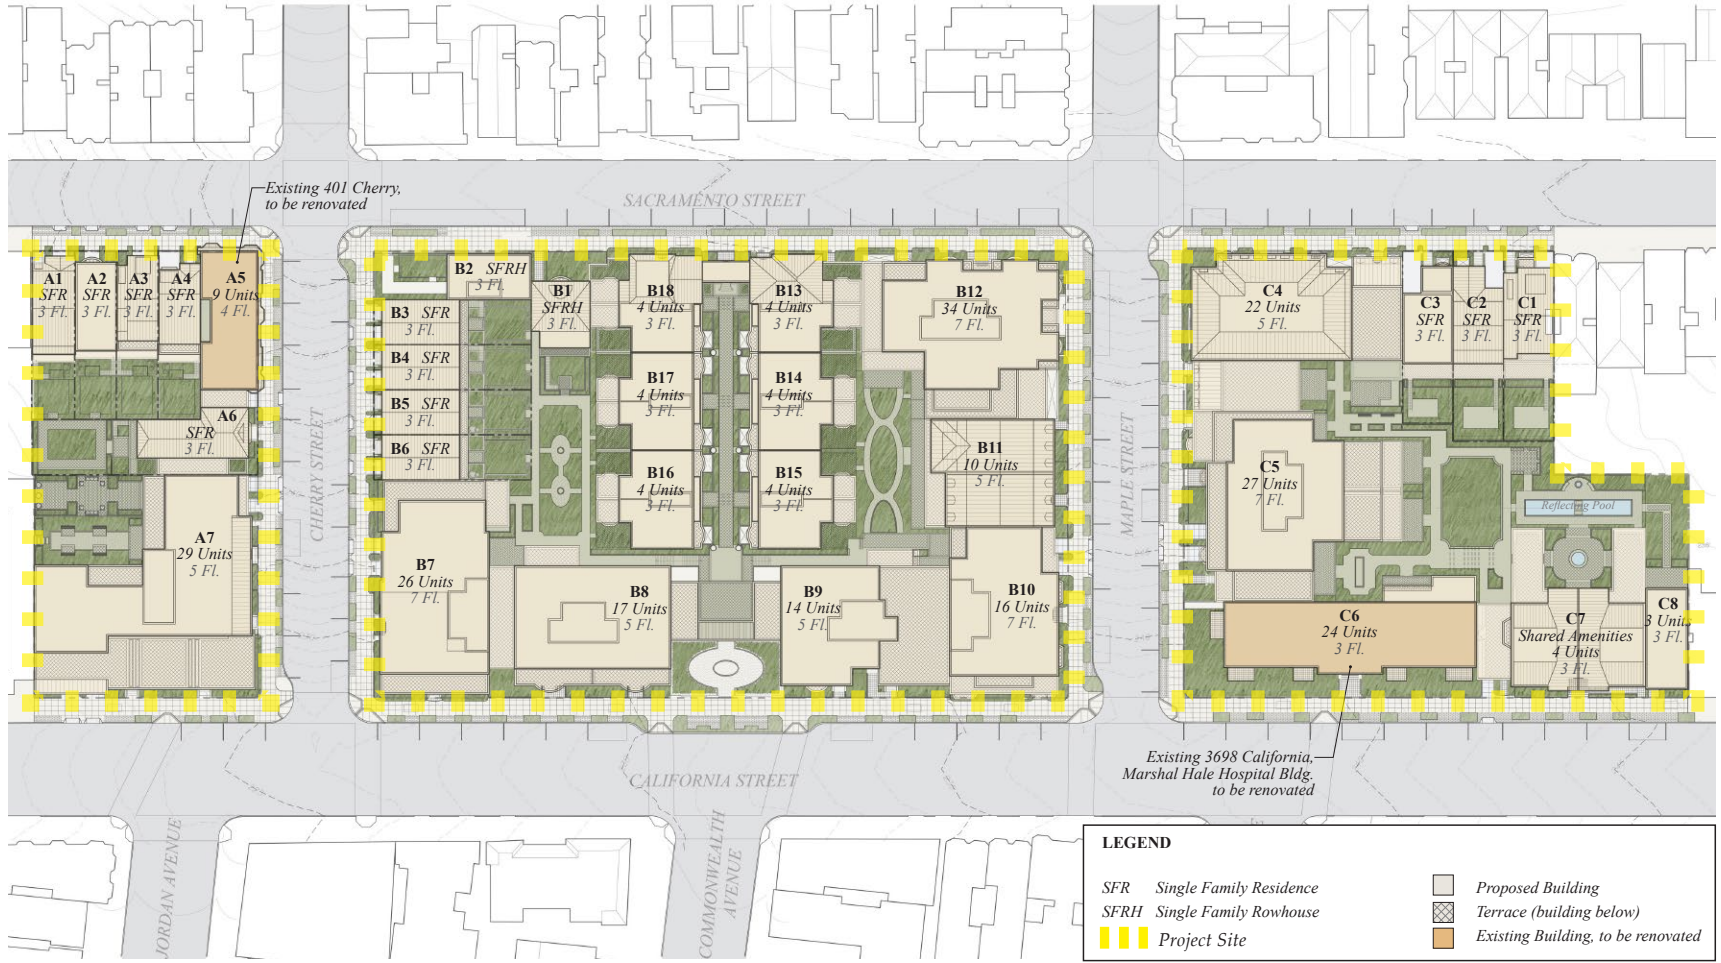 SACRAMENTO STREET
Existing 401 Cherry,
to be renovated
A1
SFR
3 Fl.
A2
SFR
3 Fl.
A3
SFR
3 Fl.
A4
SFR
3 Fl.
A5
9 Units
4 Fl.
A6
SFR
3 Fl.
A7
29 Units
5 Fl.
CHERRY STREET
B2 SFRH
3 Fl.
B1
SFRH
3 Fl.
B3 SFR
3 Fl.
B4 SFR
3 Fl.
B5 SFR
3 Fl.
B6 SFR
3 Fl.
B7
26 Units
7 Fl.
B18
4 Units
3 Fl.
B13
4 Units
3 Fl.
B17
4 Units
3 Fl.
B14
4 Units
3 Fl.
B16
4 Units
3 Fl.
B15
4 Units
3 Fl.
B12
34 Units
7 Fl.
B11
10 Units
5 Fl.
B8
17 Units
5 Fl.
B9
14 Units
5 Fl.
B10
16 Units
7 Fl.
MAPLE STREET
C4
22 Units
5 Fl.
C3
SFR
3 Fl.
C2
SFR
3 Fl.
C1
SFR
3 Fl.
C5
27 Units
7 Fl.
Reflecting Pool
C6
24 Units
3 Fl.
C7
Shared Amenities
4 Units
3 Fl.
C8
3 Units
3 Fl.
Existing 3698 California,
Marshal Hale Hospital Bldg.
to be renovated
CALIFORNIA STREET
JORDAN AVENUE
COMMONWEALTH
AVENUE
LEGEND
SFR Single Family Residence
SFRH Single Family Rowhouse
Project Site
Proposed Building
Terrace (building below)
Existing Building, to be renovated